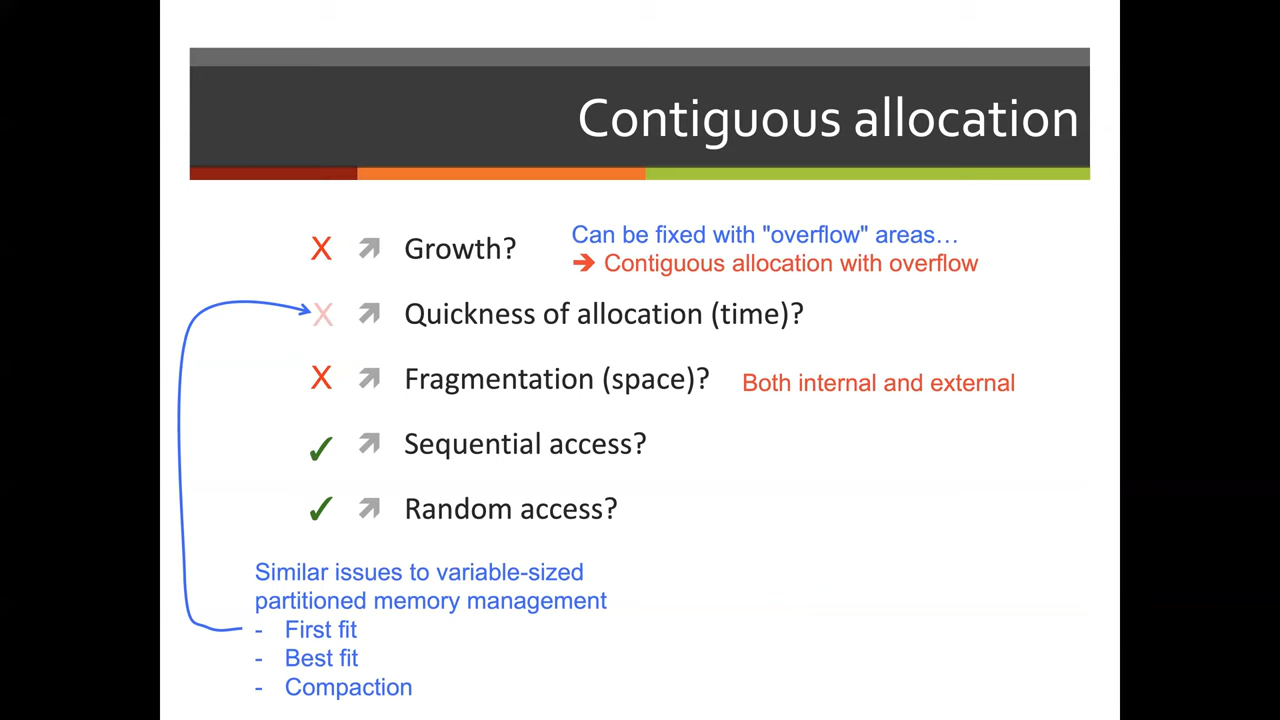 Contiguous allocation
X Growth?
Can be fixed with "overflow" areas…
➔ Contiguous allocation with overflow
X Quickness of allocation (time)?
X Fragmentation (space)? Both internal and external
✓ Sequential access?
✓ Random access?
Similar issues to variable-sized
partitioned memory management
- First fit
- Best fit
- Compaction